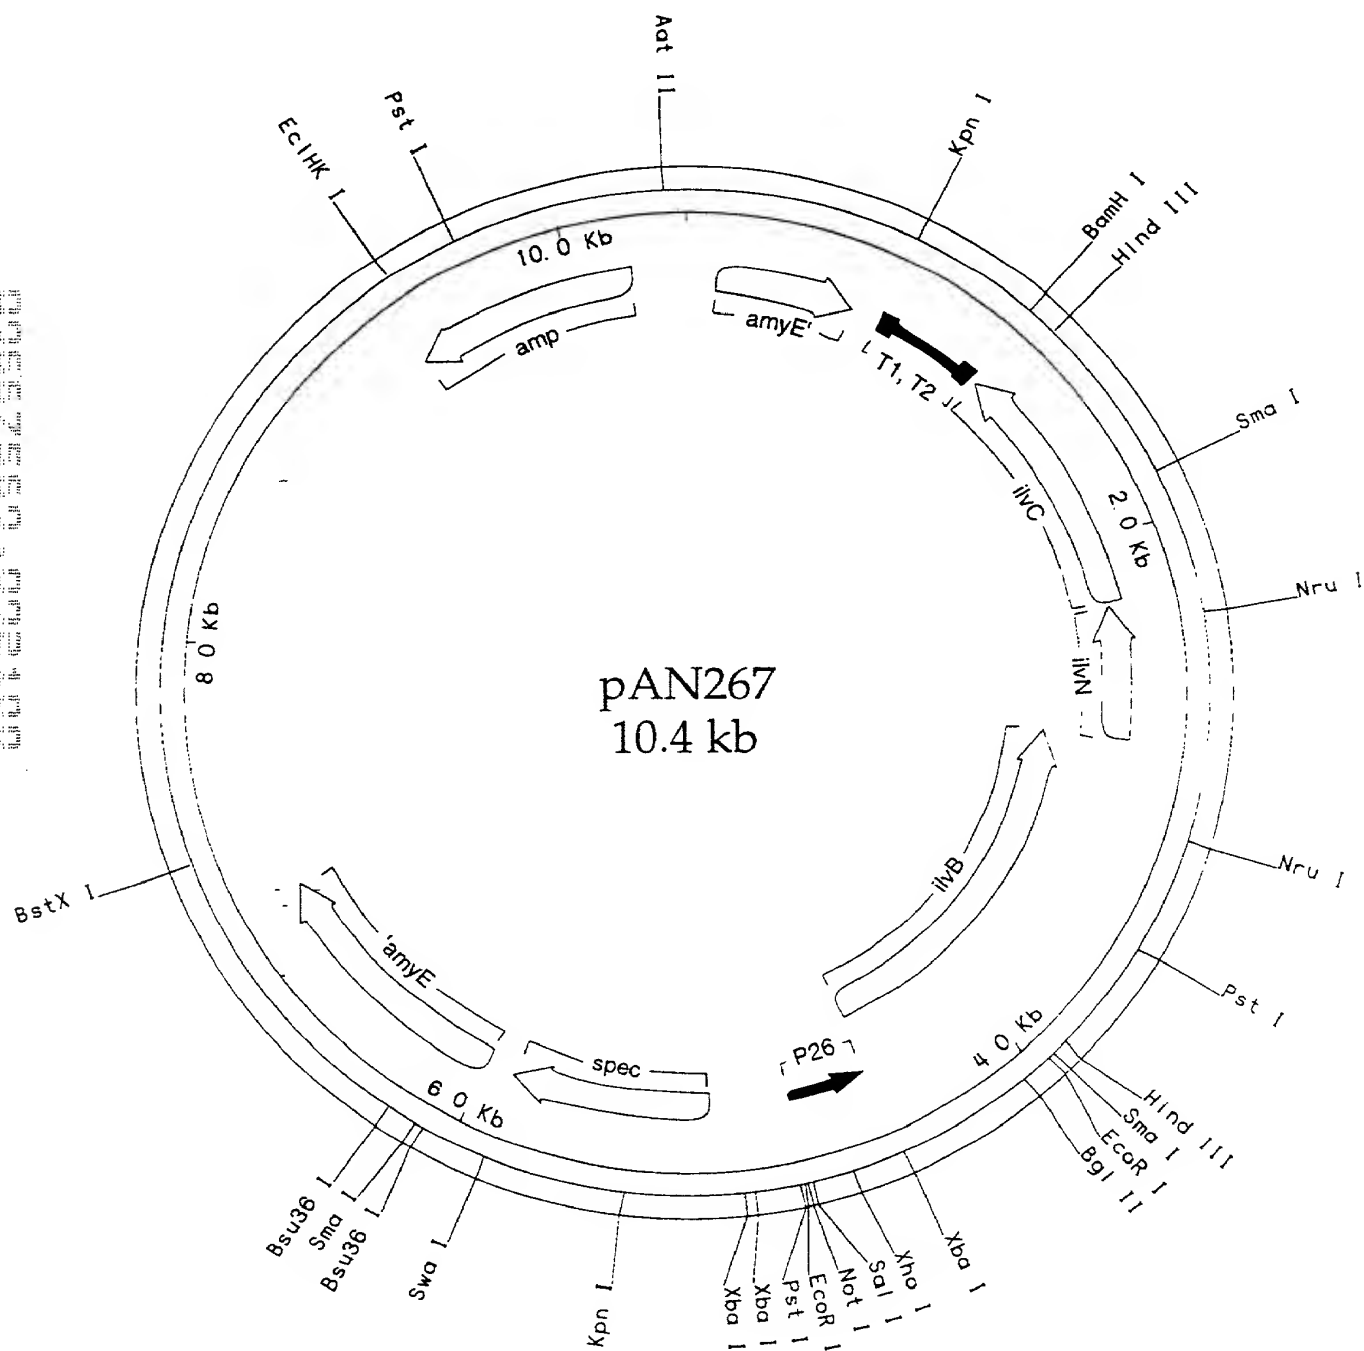 Aat II
Kpn I
BamH I
Hind III
Sma I
Nru I
Nru I
Pst I
Hind III
Sma I
EcoR I
Bgl II
Xba I
Xho I
Sal I
Not I
EcoR I
Pst I
Xba I
Xba I
Kpn I
Swa I
Bsu36 I
Sma I
Bsu36 I
BstX I
EclHK I
Pst I
10.0 Kb
2.0 Kb
4 0 Kb
6 0 Kb
8 0 Kb
amyE'
T1, T2
ilvC
ilvN
ilvB
P26
spec
'amyE
amp
pAN267
10.4 kb